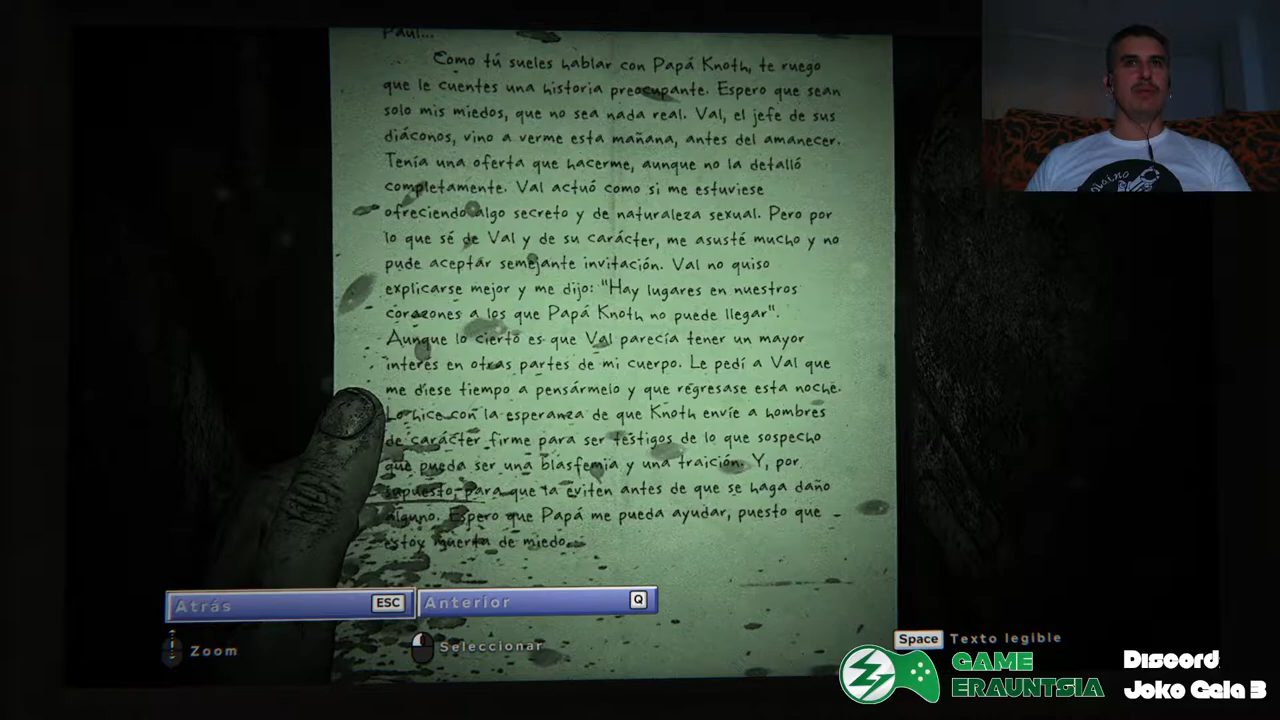 Paul...
Como tú sueles hablar con Papá Knoth, te ruego
que le cuentes una historia preocupante. Espero que sean
solo mis miedos, que no sea nada real. Val, el jefe de sus
diáconos, vino a verme esta mañana, antes del amanecer.
Tenía una oferta que hacerme, aunque no la detalló
completamente. Val actuó como si me estuviese
ofreciendo algo secreto y de naturaleza sexual. Pero por
lo que sé de Val y de su carácter, me asusté mucho y no
pude aceptar semejante invitación. Val no quiso
explicarse mejor y me dijo: "Hay lugares en nuestros
corazones a los que Papá Knoth no puede llegar".
Aunque lo cierto es que Val parecía tener un mayor
interés en otras partes de mi cuerpo. Le pedí a Val que
me diese tiempo a pensármelo y que regresase esta noche.
Lo hice con la esperanza de que Knoth envíe a hombres
de carácter firme para ser testigos de lo que sospecho
que pueda ser una blasfemia y una traición. Y, por
supuesto, para que la eviten antes de que se haga daño
alguno. Espero que Papá me pueda ayudar, puesto que
estoy muerta de miedo.
Atrás ESC Anterior Q
Zoom Seleccionar Space Texto legible
GAME
ERAUNTSIA
Discord
Joko Gela 3